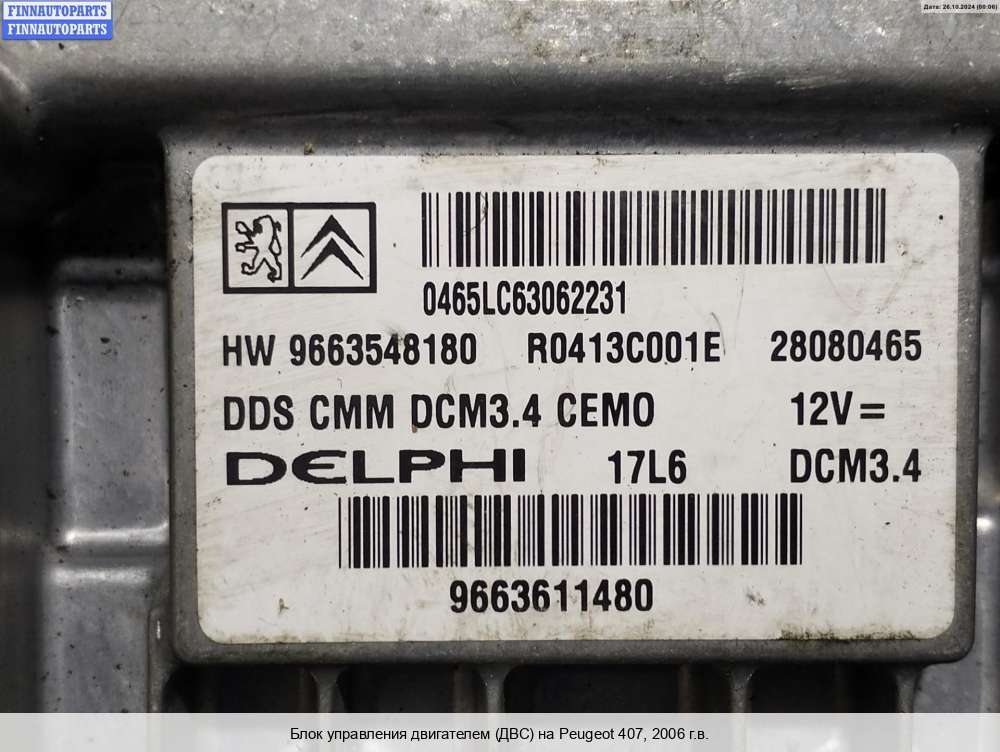 FINNAUTOPARTS
FINNAUTOPARTS
Дата: 26.10.2024 (00:06)
0465LC63062231
HW 9663548180 R0413C001E 28080465
DDS CMM DCM3.4 CEMO 12V=
DELPHI 17L6 DCM3.4
9663611480
Блок управления двигателем (ДВС) на Peugeot 407, 2006 г.в.